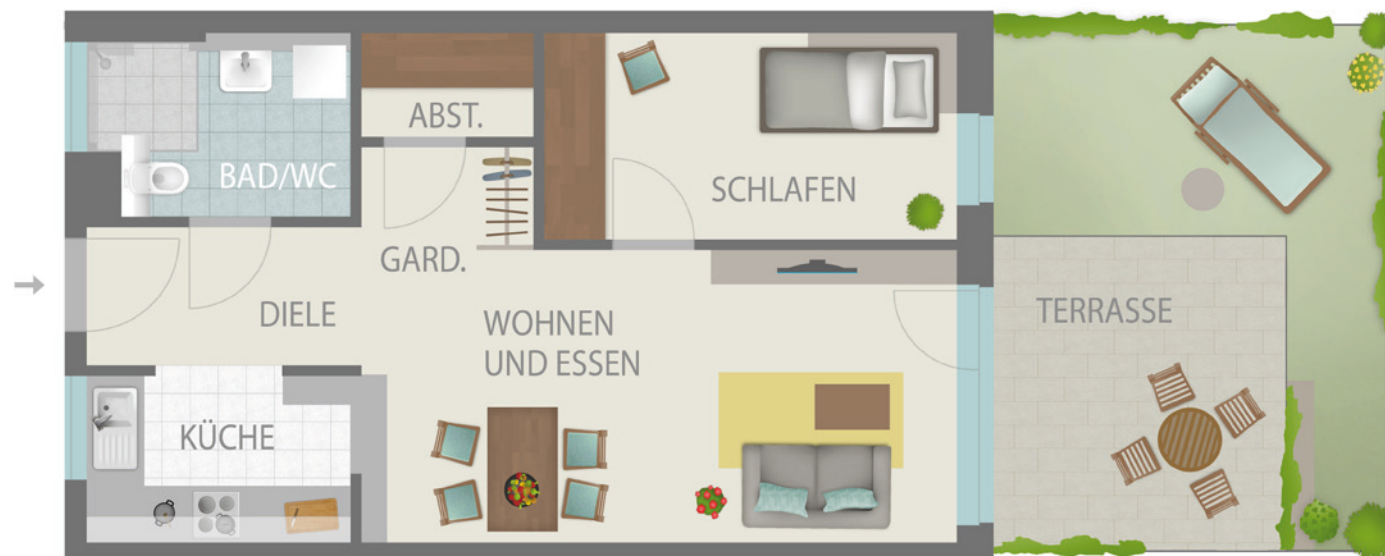 ABST.
BAD/WC
SCHLAFEN
GARD.
DIELE
WOHNEN
UND ESSEN
TERRASSE
KÜCHE